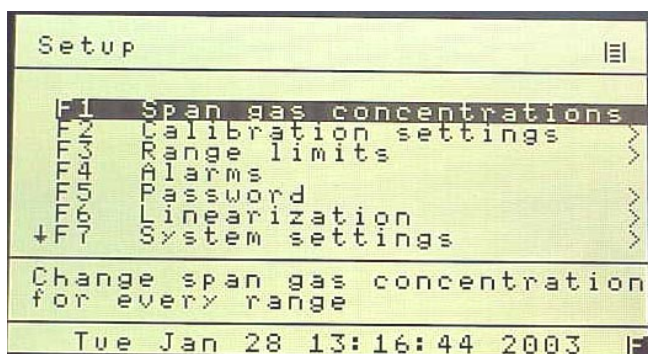 Setup
F1 Span gas concentrations
F2 Calibration settings >
F3 Range limits >
F4 Alarms
F5 Password >
F6 Linearization >
↓F7 System settings >
Change span gas concentration
for every range
Tue Jan 28 13:16:44 2003